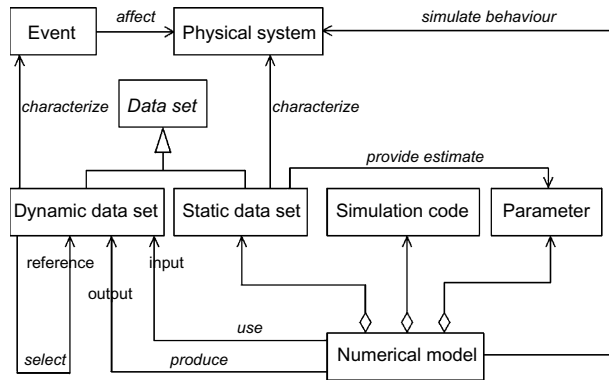 Event
affect
Physical system
simulate behaviour
characterize
Data set
characterize
provide estimate
Dynamic data set
Static data set
Simulation code
Parameter
reference
input
output
use
select
produce
Numerical model